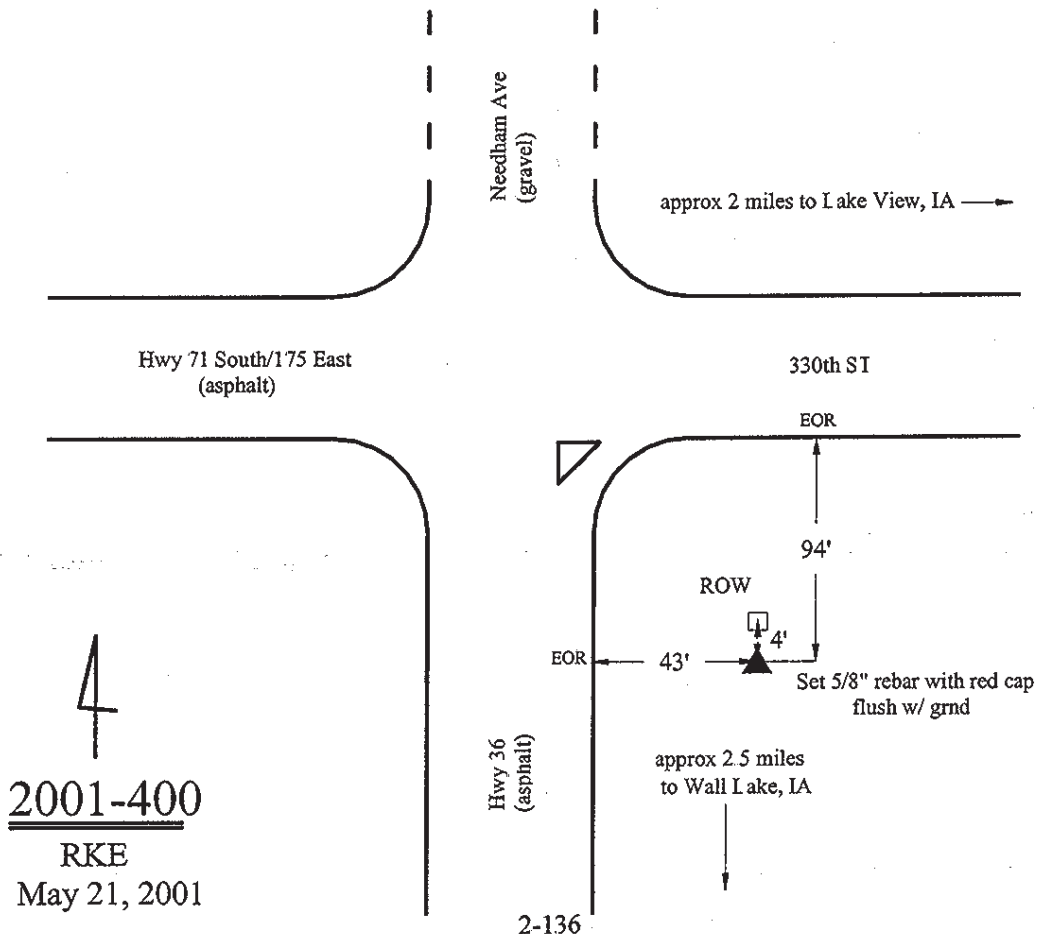 Needham Ave
(gravel)
approx 2 miles to Lake View, IA
Hwy 71 South/175 East
(asphalt)
330th ST
EOR
94'
ROW
4'
EOR
43'
Set 5/8" rebar with red cap
flush w/ grnd
Hwy 36
(asphalt)
approx 2.5 miles
to Wall Lake, IA
2001-400
RKE
May 21, 2001
2-136